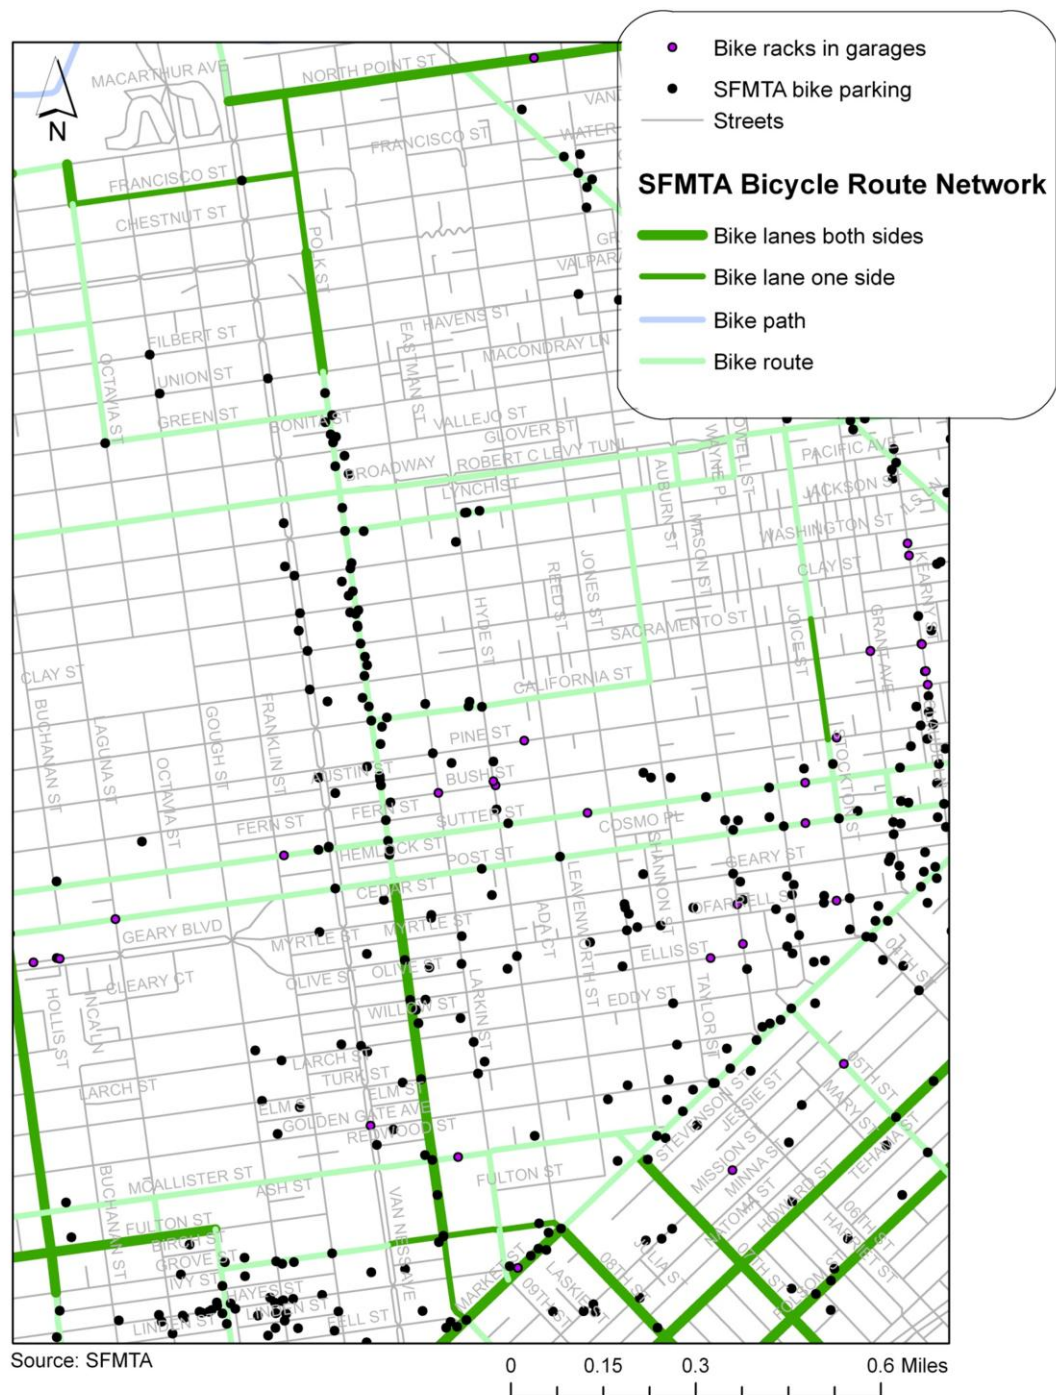 Bike racks in garages
SFMTA bike parking
Streets
SFMTA Bicycle Route Network
Bike lanes both sides
Bike lane one side
Bike path
Bike route
N
MACARTHUR AVE
NORTH POINT ST
FRANCISCO ST
WATER
FRANCISCO ST
CHESTNUT ST
POLK ST
VALPAR
HAVENS ST
FILBERT ST
EASTMAN ST
MACONDRAY LN
OCTAVIA ST
UNION ST
GREEN ST
BONITA ST
VALLEJO ST
GLOVER ST
BROADWAY
ROBERT C LEVY TUNL
PACIFIC AVE
WAYNE PL
LYNCH ST
AUBURN ST
JACKSON ST
MASON ST
WASHINGTON ST
JONES ST
REED ST
CLAY ST
KEARNY ST
HYDE ST
SACRAMENTO ST
JOICE ST
GRANT AVE
CLAY ST
CALIFORNIA ST
BUCHANAN ST
LAGUNA ST
GOUGH ST
FRANKLIN ST
PINE ST
STOCKTON ST
OCTAVIA ST
AUSTIN ST
BUSH ST
FERN ST
FERN ST
SUTTER ST
COSMO PL
HEMLOCK ST
POST ST
SHANNON ST
GEARY ST
CEDAR ST
LEAVENWORTH ST
OFARRELL ST
GEARY BLVD
MYRTLE ST
MYRTLE ST
ADA CT
ELLIS ST
04TH ST
CLEARY CT
OLIVE ST
OLIVE ST
HOLLIS ST
INCA LN
WILLOW ST
LARKIN ST
EDDY ST
TAYLOR ST
LARCH ST
LARCH ST
TURK ST
05TH ST
ELM ST
ELM ST
STEVENSON ST
JESSIE ST
MARY ST
GOLDEN GATE AVE
REDWOOD ST
MISSION ST
MINNA ST
TEHAMA ST
MCALLISTER ST
ASH ST
FULTON ST
NATOMA ST
HOWARD ST
BUCHANAN ST
VAN NESS AVE
06TH ST
HARRIET ST
FULTON ST
BIRCH ST
GROVE ST
IVY ST
HAYES ST
LINDEN ST
LINDEN ST
FELL ST
MARKET ST
09TH ST
LASKIE ST
08TH ST
JULIA ST
07TH ST
FOLSOM ST
Source: SFMTA
0 0.15 0.3 0.6 Miles